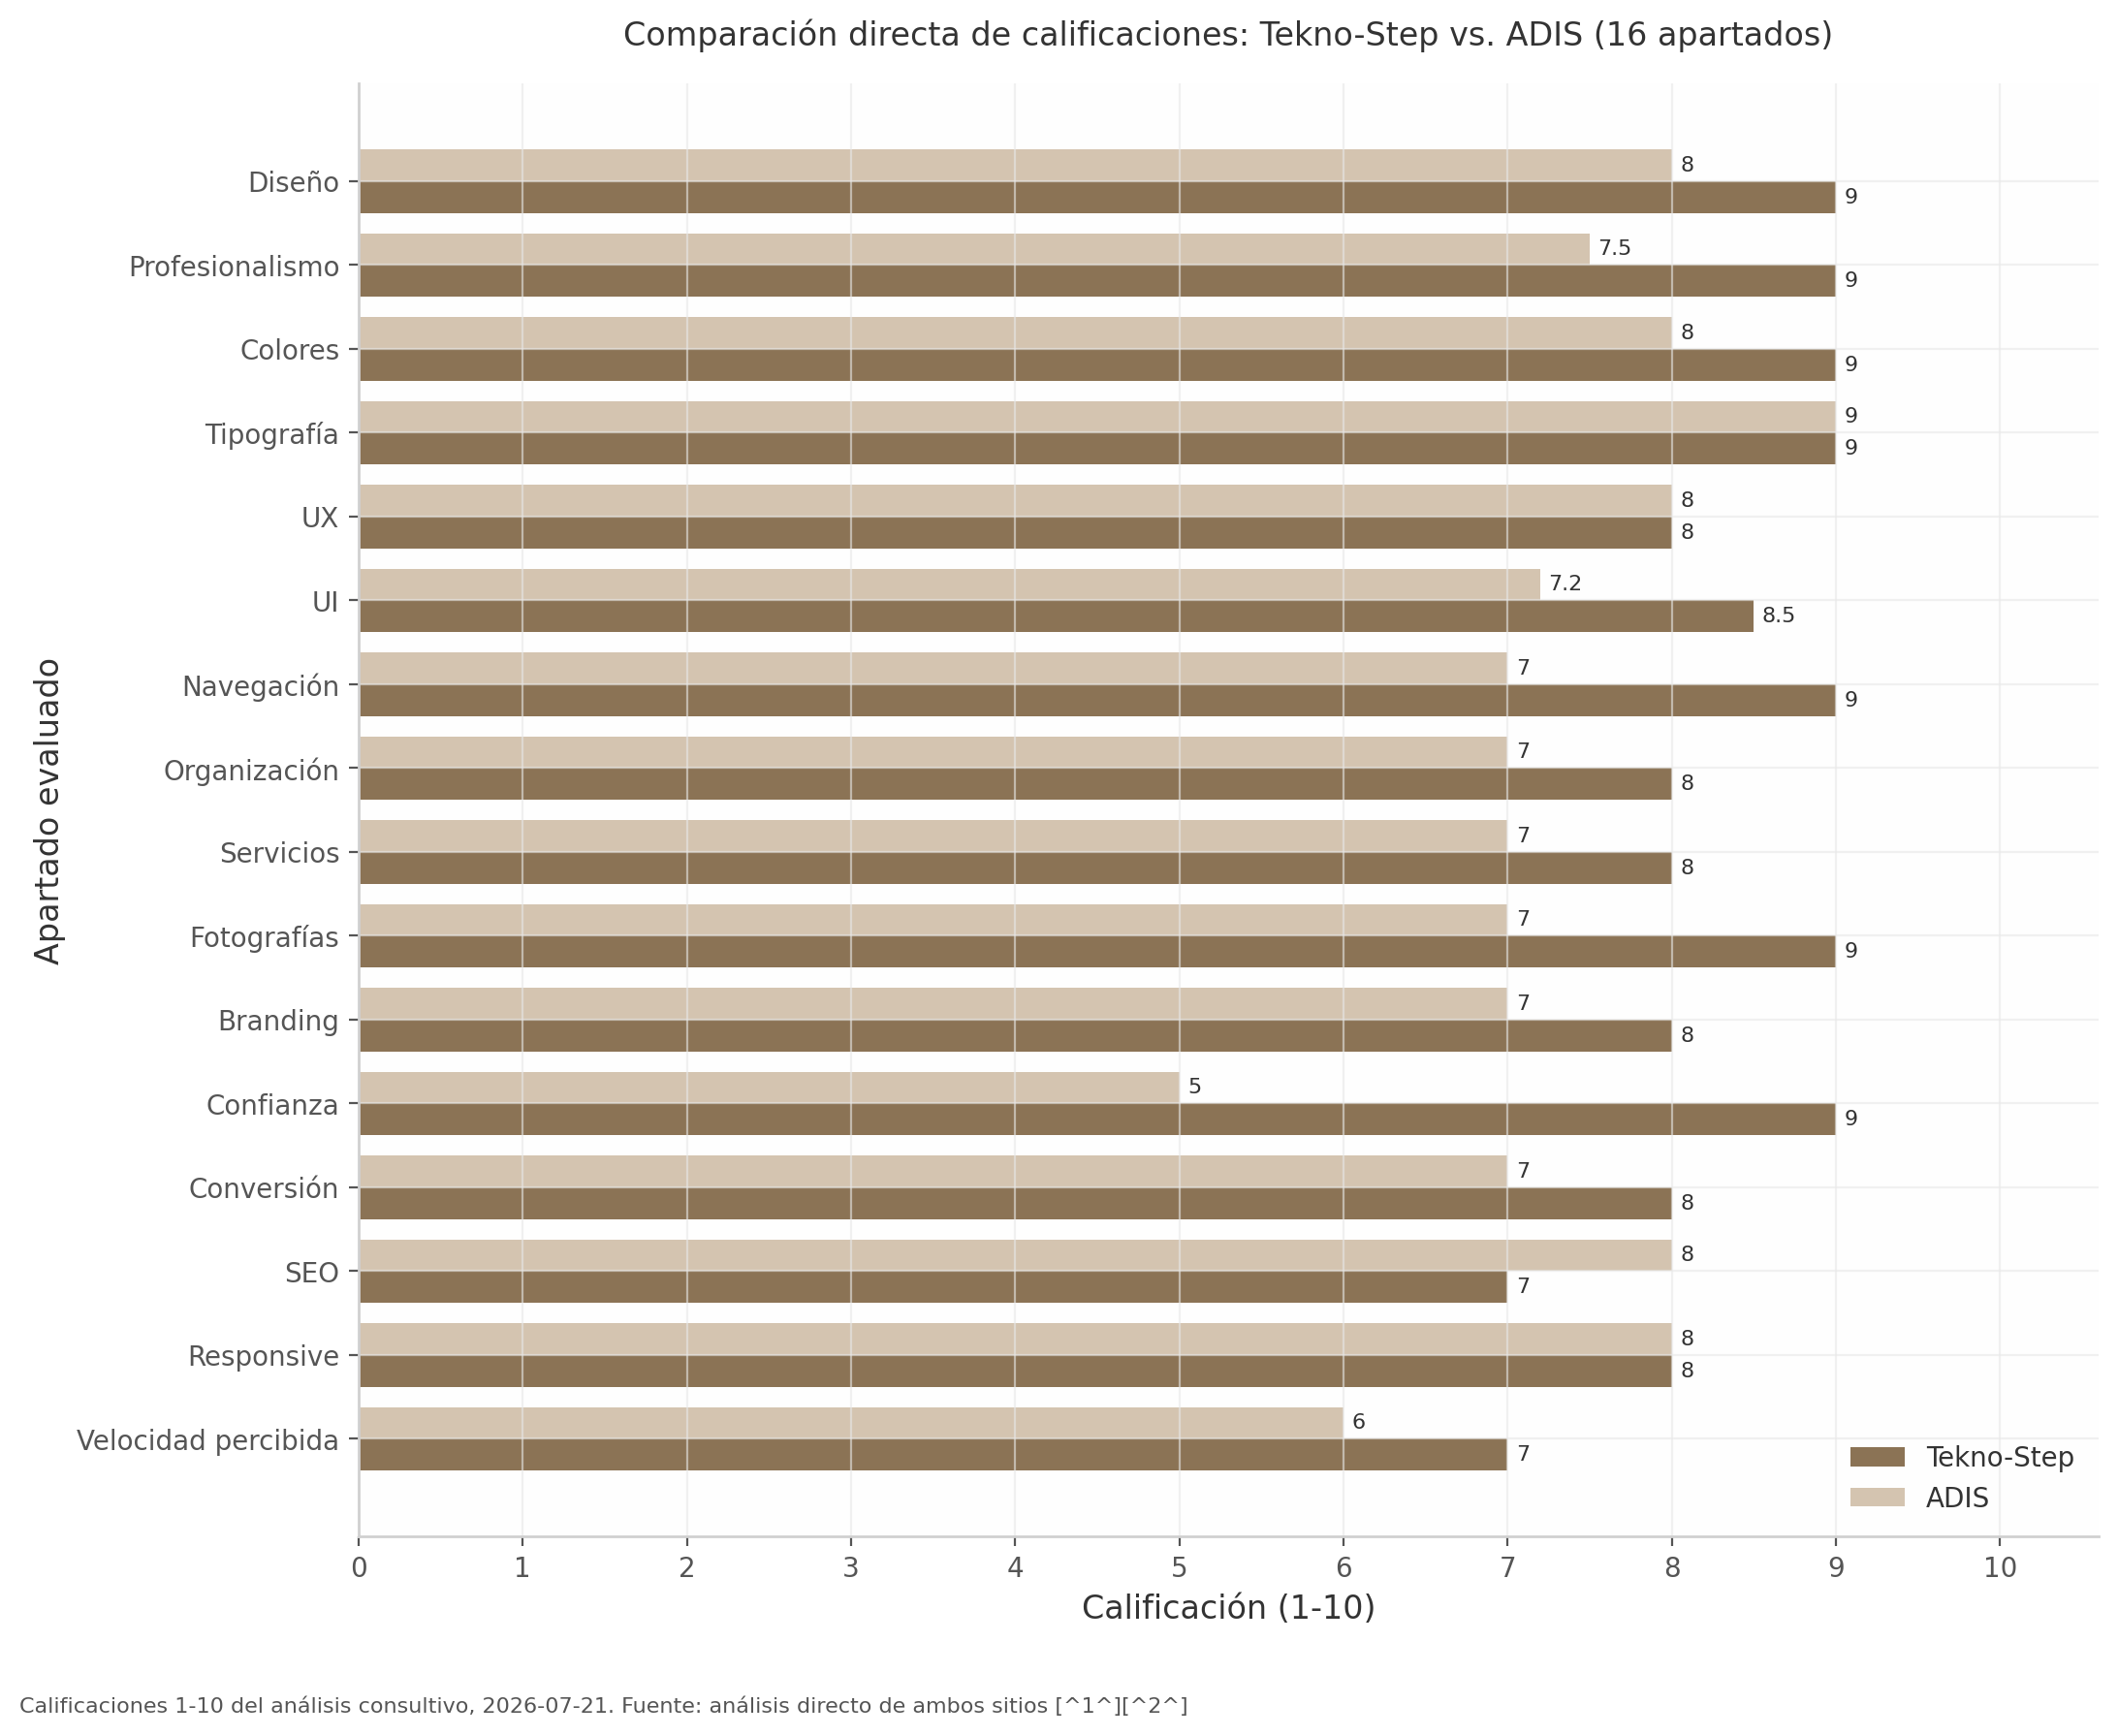 Comparación directa de calificaciones: Tekno-Step vs. ADIS (16 apartados)
Apartado evaluado
Diseño 8
9
Profesionalismo 7.5
9
Colores 8
9
Tipografía 9
9
UX 8
8
UI 7.2
8.5
Navegación 7
9
Organización 7
8
Servicios 7
8
Fotografías 7
9
Branding 7
8
Confianza 5
9
Conversión 7
8
SEO 8
7
Responsive 8
8
Velocidad percibida 6
7
Tekno-Step
ADIS
0 1 2 3 4 5 6 7 8 9 10
Calificación (1-10)
Calificaciones 1-10 del análisis consultivo, 2026-07-21. Fuente: análisis directo de ambos sitios [^1^][^2^]